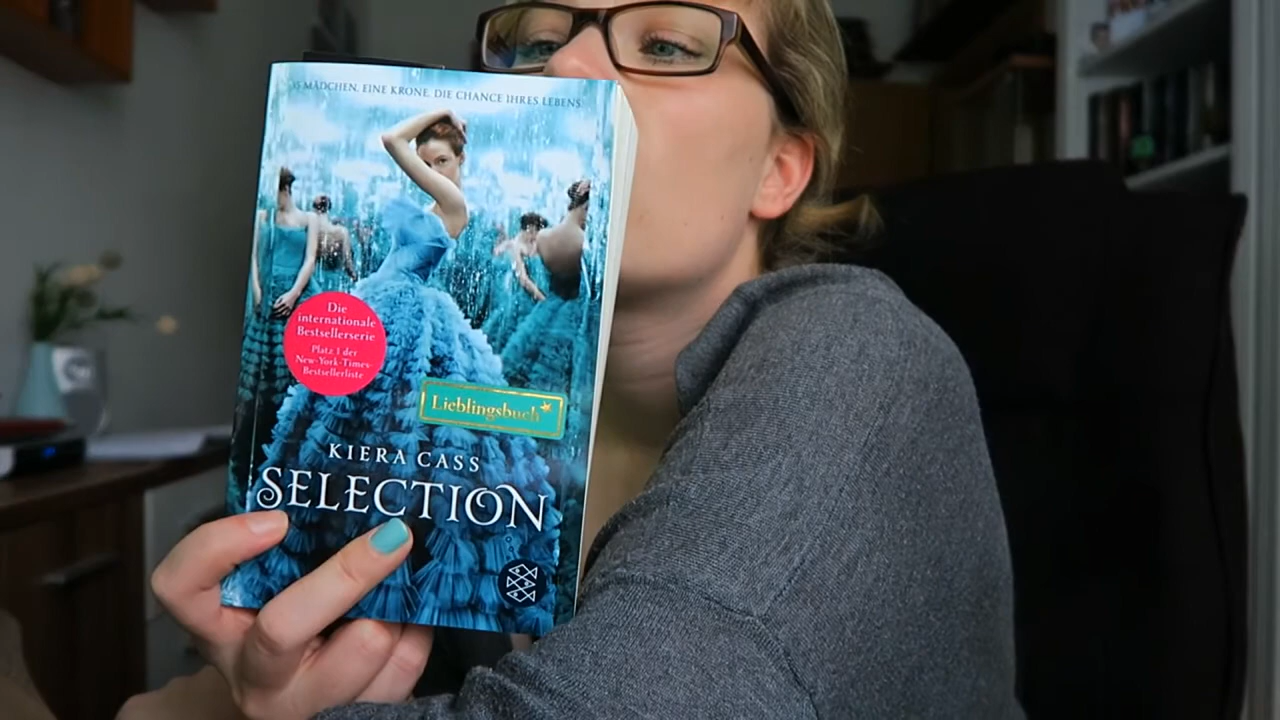 35 MÄDCHEN. EINE KRONE. DIE CHANCE IHRES LEBENS.
Die
internationale
Bestsellerserie
Platz 1 der
New-York-Times-
Bestsellerliste
Lieblingsbuch
KIERA CASS
SELECTION